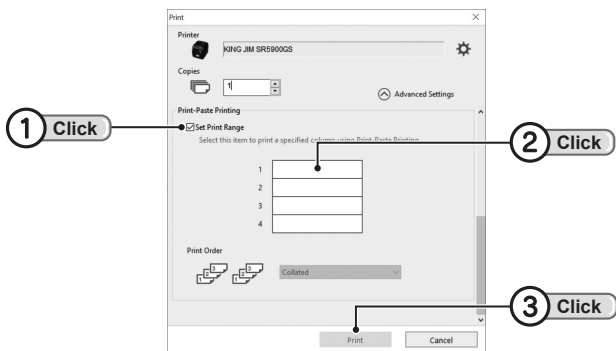 Print
Printer
KING JIM SR5900GS
Copies
1
Advanced Settings
Print-Paste Printing
1 Click
Set Print Range
Select this item to print a specified column using Print-Paste Printing.
2 Click
1
2
3
4
Print Order
Collated
3 Click
Print Cancel